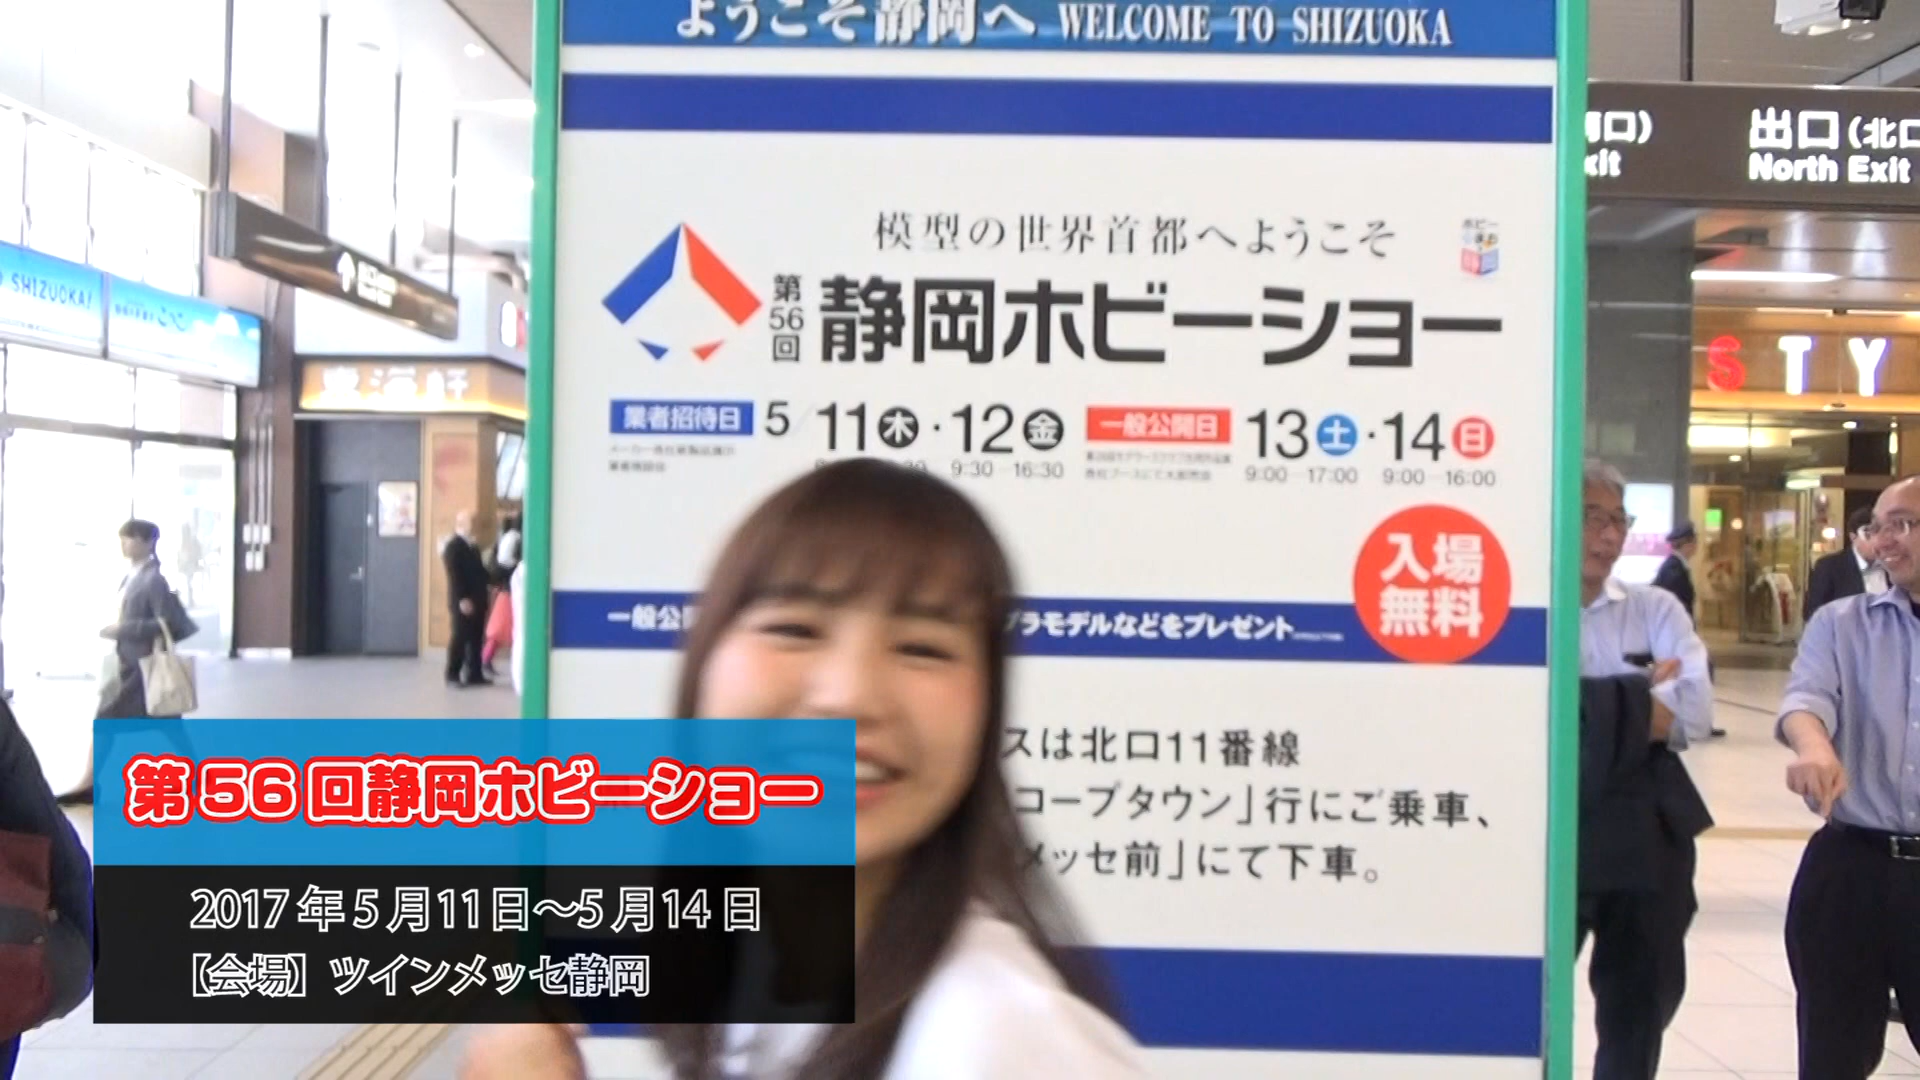 ようこそ静岡へ WELCOME TO SHIZUOKA
出口(北口
North Exit
模型の世界首都へようこそ
第56回 静岡ホビーショー
SHIZUOKA!
業者招待日 5 11木・12金 一般公開日 13土・14日
9:30 16:30 9:00 17:00 9:00 16:00
東海軒
STY
入場
無料
一般公
プラモデルなどをプレゼント
スは北口11番線
コープタウン」行にご乗車、
メッセ前」にて下車。
第56回静岡ホビーショー
2017年5月11日～5月14日
【会場】ツインメッセ静岡